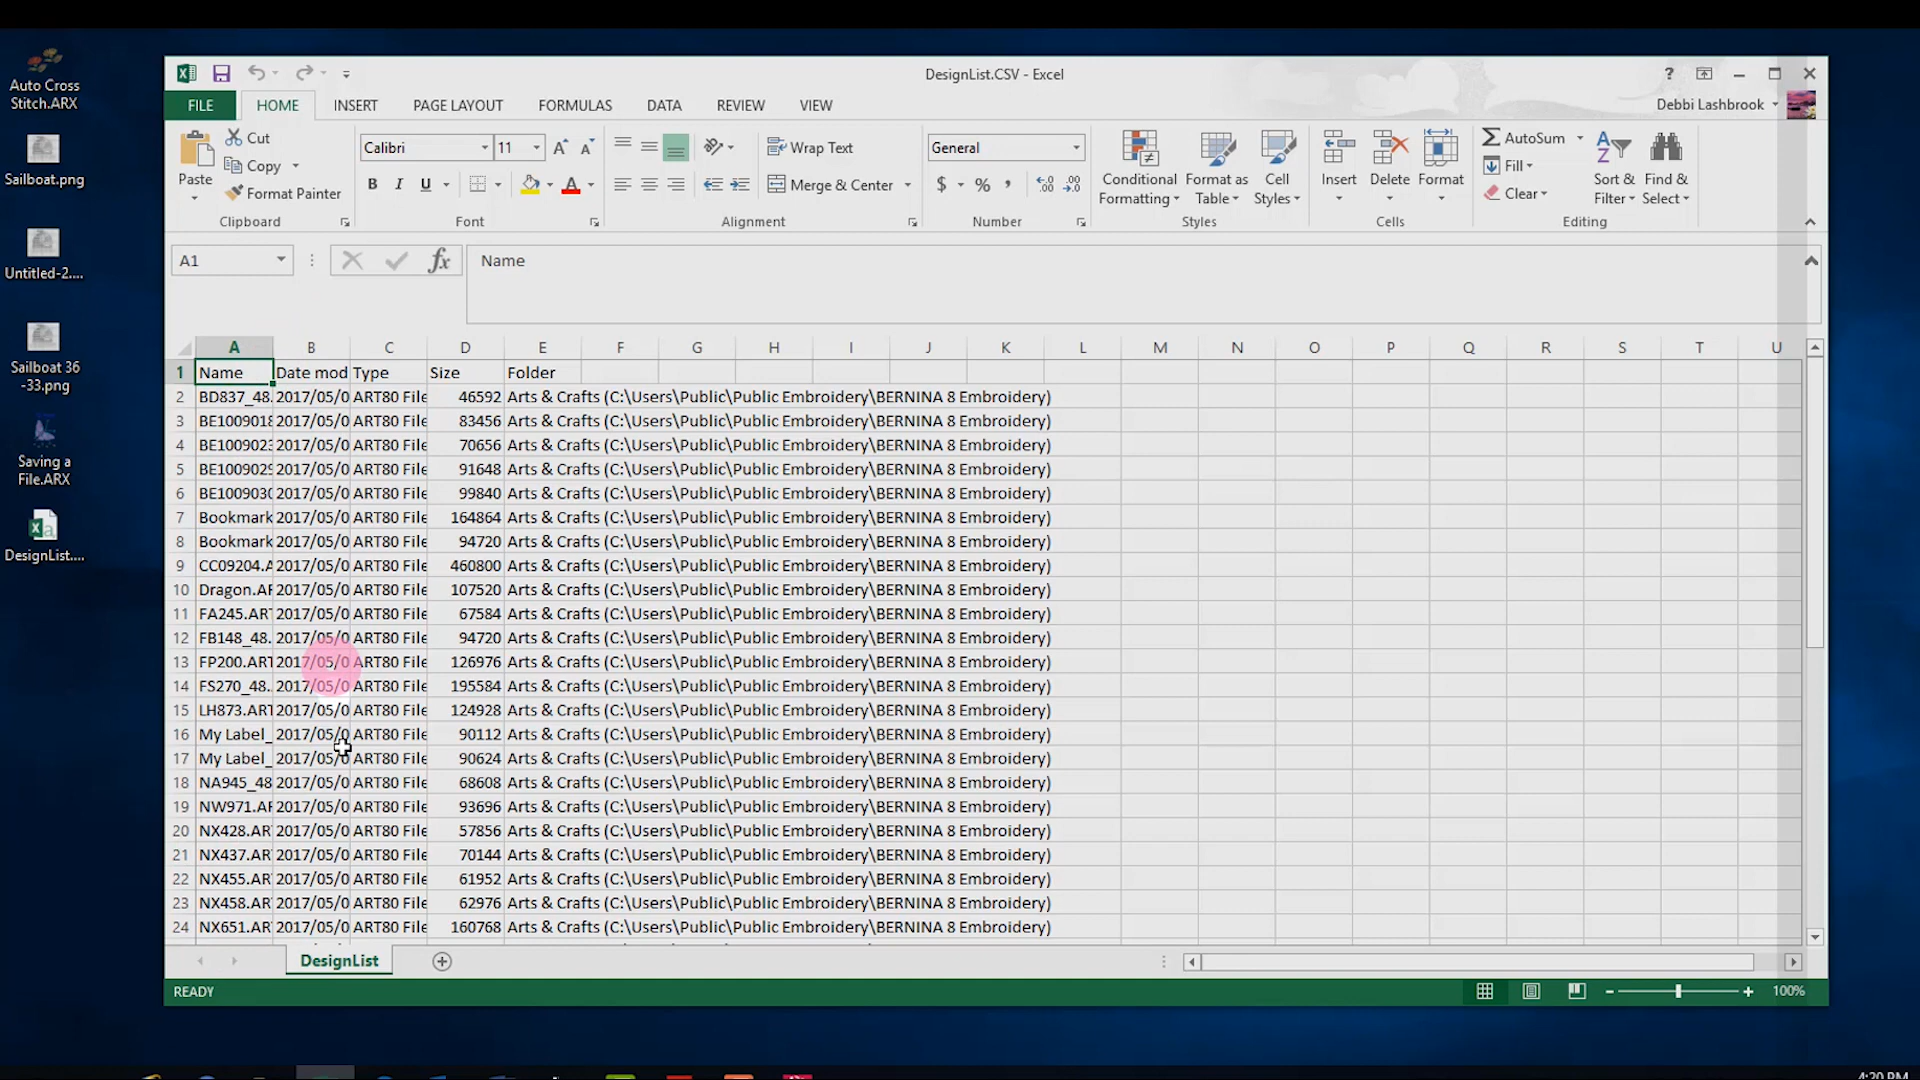 DesignList.CSV - Excel
FILE HOME INSERT PAGE LAYOUT FORMULAS DATA REVIEW VIEW
Debbi Lashbrook
Paste
Cut
Copy
Format Painter
Clipboard
Calibri 11
B I U
Font
Wrap Text
Merge & Center
Alignment
General
$ % ,
Number
Conditional Formatting
Format as Table
Cell Styles
Styles
Insert Delete Format
Cells
AutoSum
Fill
Clear
Sort & Filter
Find & Select
Editing
A1 fx Name
A B C D E F G H I J K L M N O P Q R S T U
1 Name Date mod Type Size Folder
2 BD837_48. 2017/05/0 ART80 File 46592 Arts & Crafts (C:\Users\Public\Public Embroidery\BERNINA 8 Embroidery)
3 BE1009018 2017/05/0 ART80 File 83456 Arts & Crafts (C:\Users\Public\Public Embroidery\BERNINA 8 Embroidery)
4 BE1009023 2017/05/0 ART80 File 70656 Arts & Crafts (C:\Users\Public\Public Embroidery\BERNINA 8 Embroidery)
5 BE1009029 2017/05/0 ART80 File 91648 Arts & Crafts (C:\Users\Public\Public Embroidery\BERNINA 8 Embroidery)
6 BE1009030 2017/05/0 ART80 File 99840 Arts & Crafts (C:\Users\Public\Public Embroidery\BERNINA 8 Embroidery)
7 Bookmark 2017/05/0 ART80 File 164864 Arts & Crafts (C:\Users\Public\Public Embroidery\BERNINA 8 Embroidery)
8 Bookmark 2017/05/0 ART80 File 94720 Arts & Crafts (C:\Users\Public\Public Embroidery\BERNINA 8 Embroidery)
9 CC09204.A 2017/05/0 ART80 File 460800 Arts & Crafts (C:\Users\Public\Public Embroidery\BERNINA 8 Embroidery)
10 Dragon.AR 2017/05/0 ART80 File 107520 Arts & Crafts (C:\Users\Public\Public Embroidery\BERNINA 8 Embroidery)
11 FA245.ART 2017/05/0 ART80 File 67584 Arts & Crafts (C:\Users\Public\Public Embroidery\BERNINA 8 Embroidery)
12 FB148_48. 2017/05/0 ART80 File 94720 Arts & Crafts (C:\Users\Public\Public Embroidery\BERNINA 8 Embroidery)
13 FP200.ART 2017/05/0 ART80 File 126976 Arts & Crafts (C:\Users\Public\Public Embroidery\BERNINA 8 Embroidery)
14 FS270_48. 2017/05/0 ART80 File 195584 Arts & Crafts (C:\Users\Public\Public Embroidery\BERNINA 8 Embroidery)
15 LH873.ART 2017/05/0 ART80 File 124928 Arts & Crafts (C:\Users\Public\Public Embroidery\BERNINA 8 Embroidery)
16 My Label_ 2017/05/0 ART80 File 90112 Arts & Crafts (C:\Users\Public\Public Embroidery\BERNINA 8 Embroidery)
17 My Label_ 2017/05/0 ART80 File 90624 Arts & Crafts (C:\Users\Public\Public Embroidery\BERNINA 8 Embroidery)
18 NA945_48 2017/05/0 ART80 File 68608 Arts & Crafts (C:\Users\Public\Public Embroidery\BERNINA 8 Embroidery)
19 NW971.AR 2017/05/0 ART80 File 93696 Arts & Crafts (C:\Users\Public\Public Embroidery\BERNINA 8 Embroidery)
20 NX428.AR 2017/05/0 ART80 File 57856 Arts & Crafts (C:\Users\Public\Public Embroidery\BERNINA 8 Embroidery)
21 NX437.AR 2017/05/0 ART80 File 70144 Arts & Crafts (C:\Users\Public\Public Embroidery\BERNINA 8 Embroidery)
22 NX455.AR 2017/05/0 ART80 File 61952 Arts & Crafts (C:\Users\Public\Public Embroidery\BERNINA 8 Embroidery)
23 NX458.AR 2017/05/0 ART80 File 62976 Arts & Crafts (C:\Users\Public\Public Embroidery\BERNINA 8 Embroidery)
24 NX651.AR 2017/05/0 ART80 File 160768 Arts & Crafts (C:\Users\Public\Public Embroidery\BERNINA 8 Embroidery)
DesignList
READY
100%
Auto Cross
Stitch.ARX
Sailboat.png
Untitled-2....
Sailboat 36
-33.png
Saving a
File.ARX
DesignList....
4:20 PM